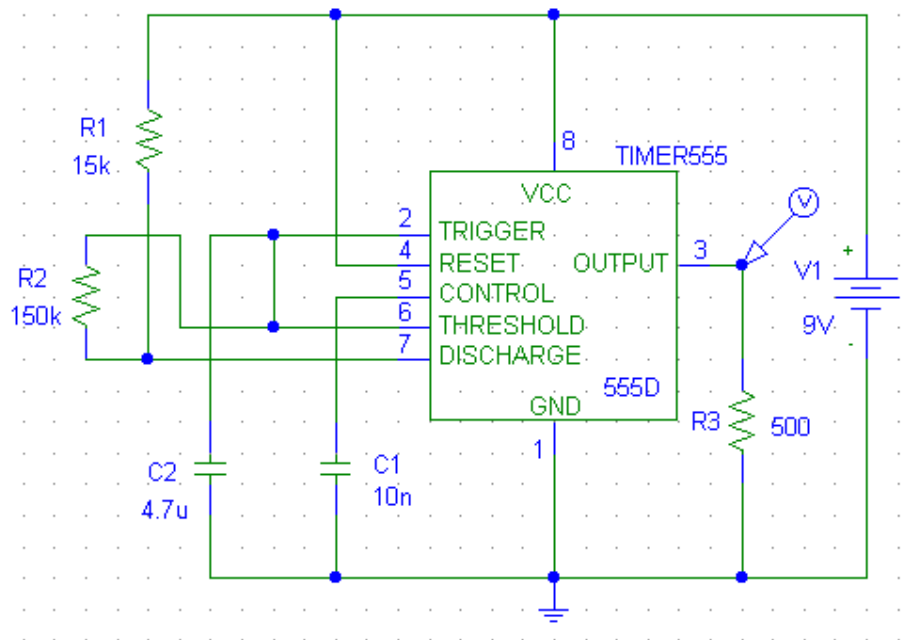 R1
15k
R2
150k
8
TIMER555
VCC
2
TRIGGER
4
RESET
OUTPUT
3
5
CONTROL
6
THRESHOLD
7
DISCHARGE
555D
GND
1
V
V1
+
9V
-
R3
500
C2
4.7u
C1
10n